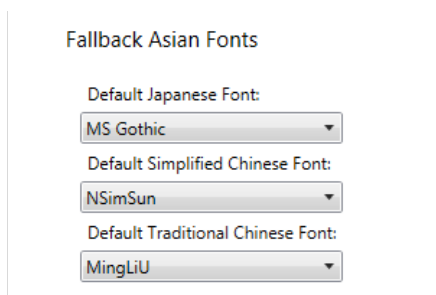 Fallback Asian Fonts
Default Japanese Font:
MS Gothic
Default Simplified Chinese Font:
NSimSun
Default Traditional Chinese Font:
MingLiU